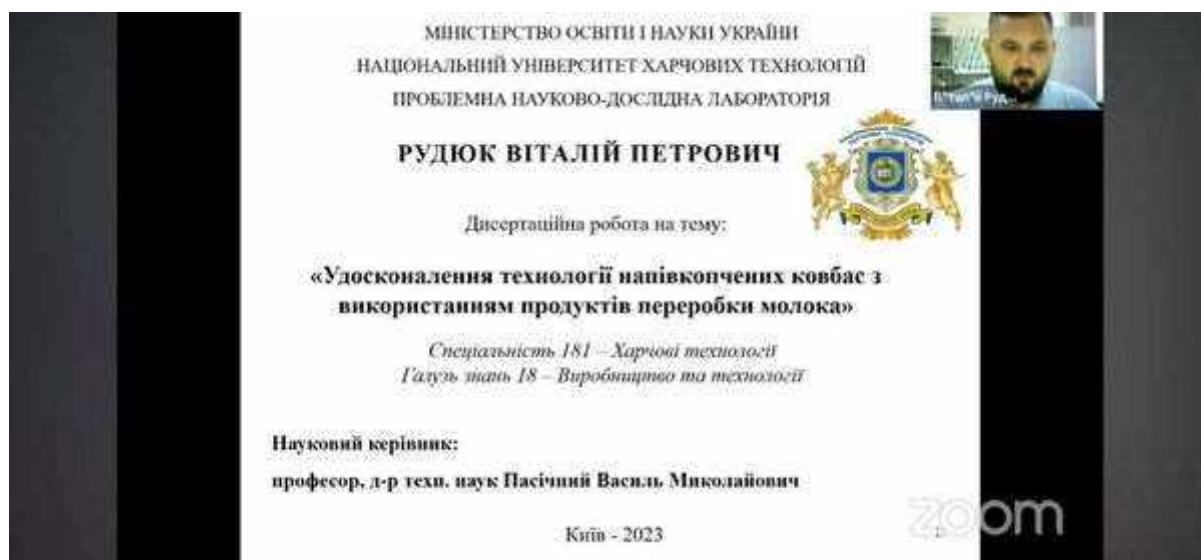 МІНІСТЕРСТВО ОСВІТИ І НАУКИ УКРАЇНИ
НАЦІОНАЛЬНИЙ УНІВЕРСИТЕТ ХАРЧОВИХ ТЕХНОЛОГІЙ
ПРОБЛЕМНА НАУКОВО-ДОСЛІДНА ЛАБОРАТОРІЯ
РУДЮК ВІТАЛІЙ ПЕТРОВИЧ
Дисертаційна робота на тему:
«Удосконалення технології напівкопчених ковбас з
використанням продуктів переробки молока»
Спеціальність 181 – Харчові технології
Галузь знань 18 – Виробництво та технології
Науковий керівник:
професор, д-р техн. наук Пасічний Василь Миколайович
Київ - 2023
zoom